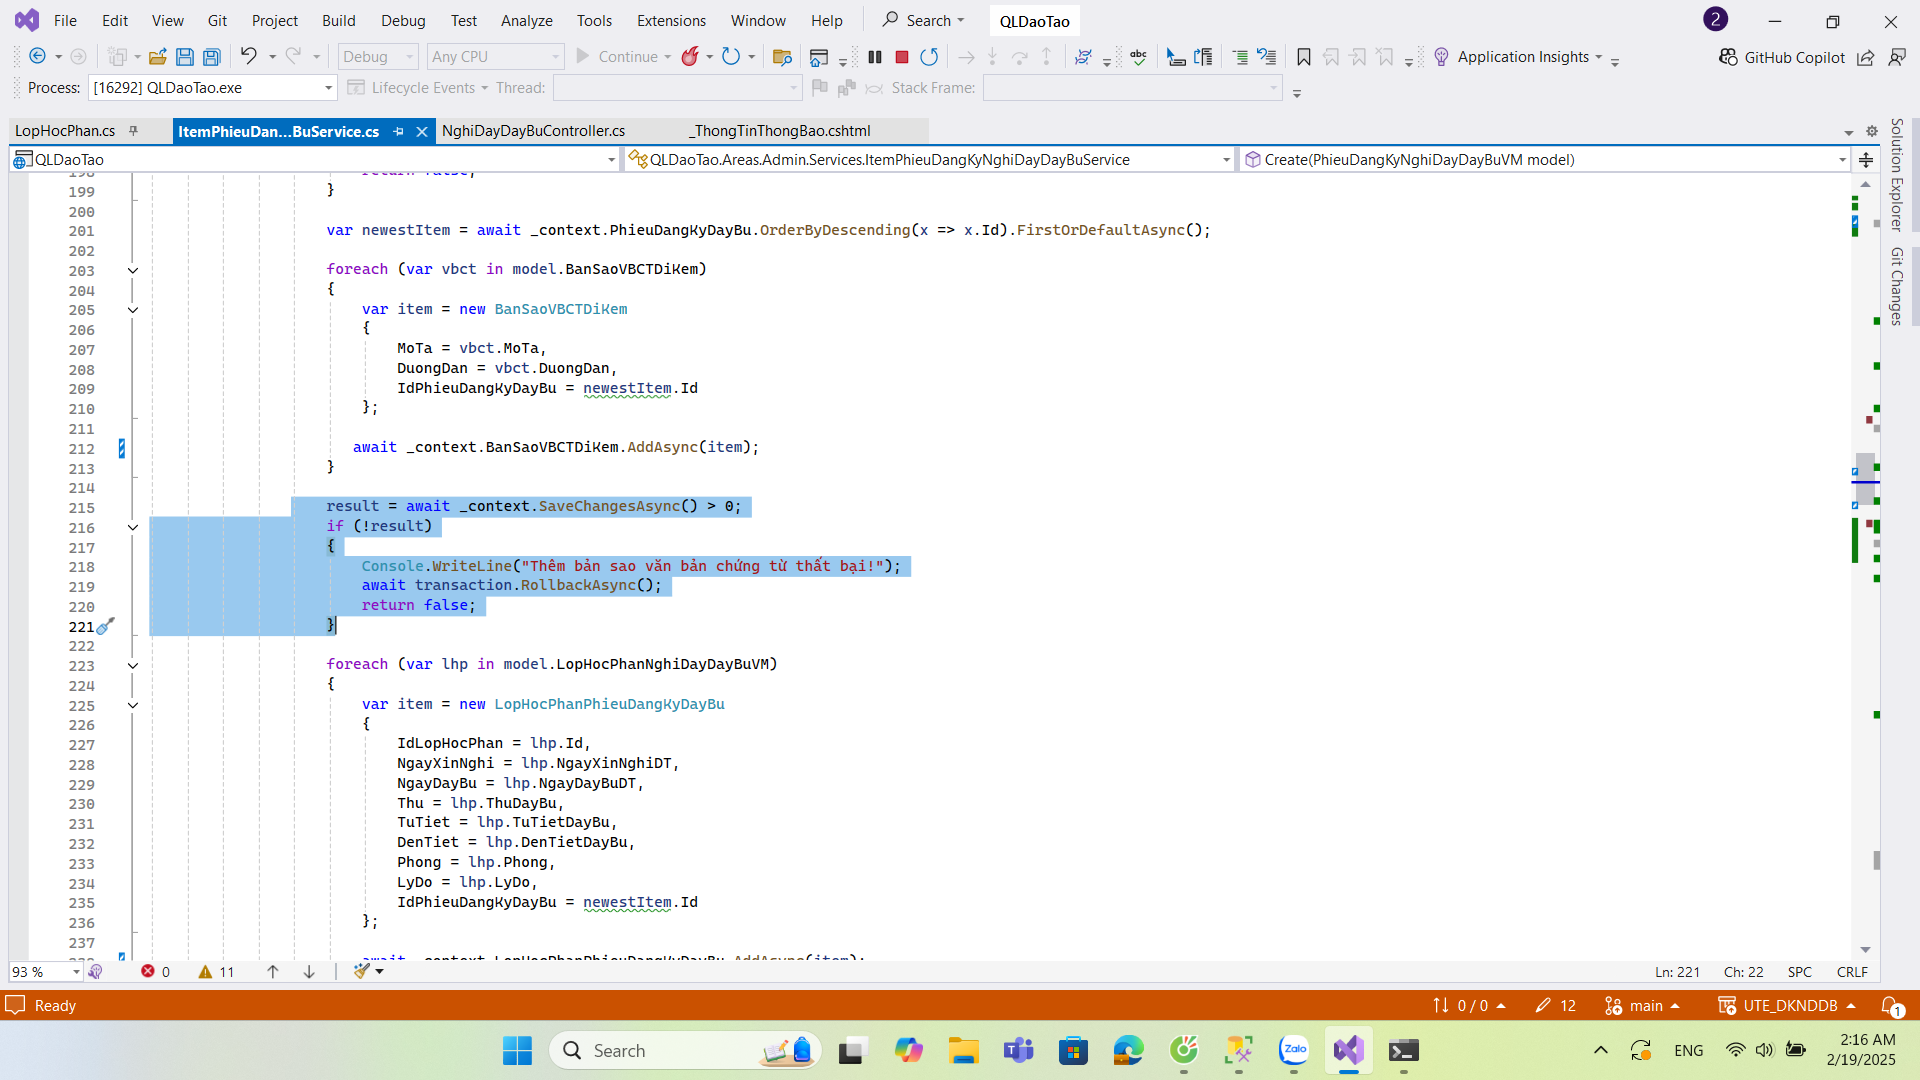 File Edit View Git Project Build Debug Test Analyze Tools Extensions Window Help Search QLDaoTao 2
Debug Any CPU Continue Application Insights GitHub Copilot
Process: [16292] QLDaoTao.exe Lifecycle Events Thread: Stack Frame:
LopHocPhan.cs ItemPhieuDan...BuService.cs NghiDayDayBuController.cs _ThongTinThongBao.cshtml
QLDaoTao QLDaoTao.Areas.Admin.Services.ItemPhieuDangKyNghiDayDayBuService Create(PhieuDangKyNghiDayDayBuVM model)
198 return false;
199 }
200
201 var newestItem = await _context.PhieuDangKyDayBu.OrderByDescending(x => x.Id).FirstOrDefaultAsync();
202
203 foreach (var vbct in model.BanSaoVBCTDiKem)
204 {
205 var item = new BanSaoVBCTDiKem
206 {
207 MoTa = vbct.MoTa,
208 DuongDan = vbct.DuongDan,
209 IdPhieuDangKyDayBu = newestItem.Id
210 };
211
212 await _context.BanSaoVBCTDiKem.AddAsync(item);
213 }
214
215 result = await _context.SaveChangesAsync() > 0;
216 if (!result)
217 {
218 Console.WriteLine("Thêm bản sao văn bản chứng từ thất bại!");
219 await transaction.RollbackAsync();
220 return false;
221 }
222
223 foreach (var lhp in model.LopHocPhanNghiDayDayBuVM)
224 {
225 var item = new LopHocPhanPhieuDangKyDayBu
226 {
227 IdLopHocPhan = lhp.Id,
228 NgayXinNghi = lhp.NgayXinNghiDT,
229 NgayDayBu = lhp.NgayDayBuDT,
230 Thu = lhp.ThuDayBu,
231 TuTiet = lhp.TuTietDayBu,
232 DenTiet = lhp.DenTietDayBu,
233 Phong = lhp.Phong,
234 LyDo = lhp.LyDo,
235 IdPhieuDangKyDayBu = newestItem.Id
236 };
237
238 await _context.LopHocPhanPhieuDangKyDayBu.AddAsync(item);
Solution Explorer
Git Changes
93 % 0 11 Ln: 221 Ch: 22 SPC CRLF
Ready 0 / 0 12 main UTE_DKNDDB 1
Search Zalo ENG 2:16 AM
2/19/2025